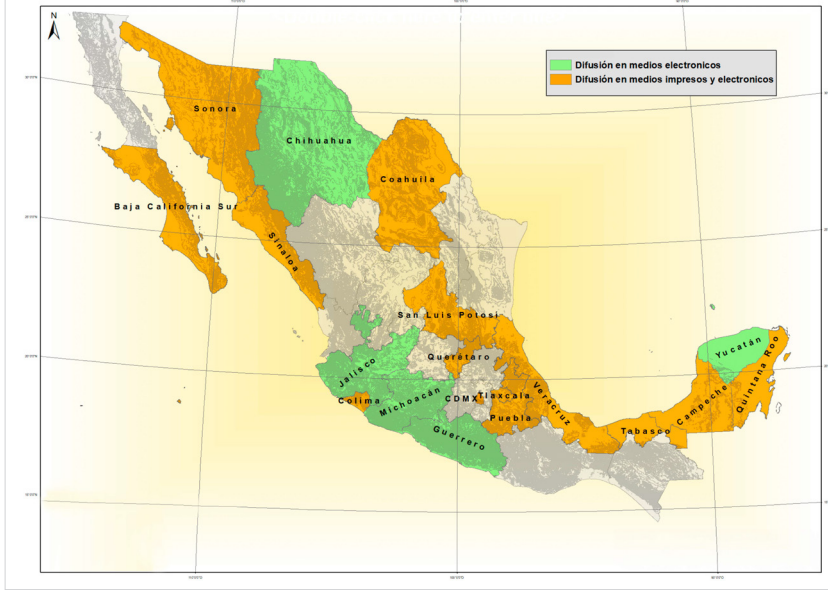 N
Difusión en medios electronicos
Difusión en medios impresos y electronicos
Sonora
Chihuahua
Coahuila
Baja California Sur
Sinaloa
San Luis Potosí
Querétaro
Yucatán
Quintana Roo
Campeche
Jalisco
Colima
Michoacán
CDMX
Tlaxcala
Veracruz
Puebla
Tabasco
Guerrero